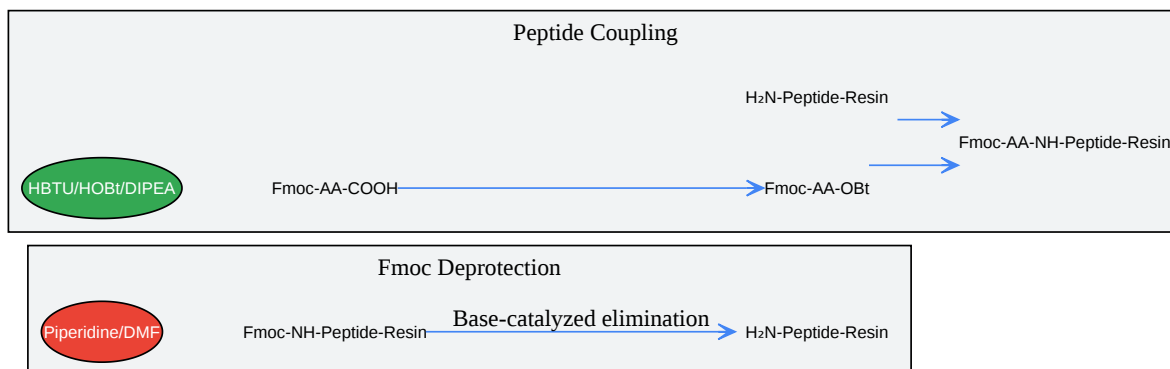 Peptide Coupling
H₂N-Peptide-Resin
Fmoc-AA-NH-Peptide-Resin
HBTU/HOBt/DIPEA
Fmoc-AA-COOH
Fmoc-AA-OBt
Fmoc Deprotection
Piperidine/DMF
Fmoc-NH-Peptide-Resin
Base-catalyzed elimination
H₂N-Peptide-Resin